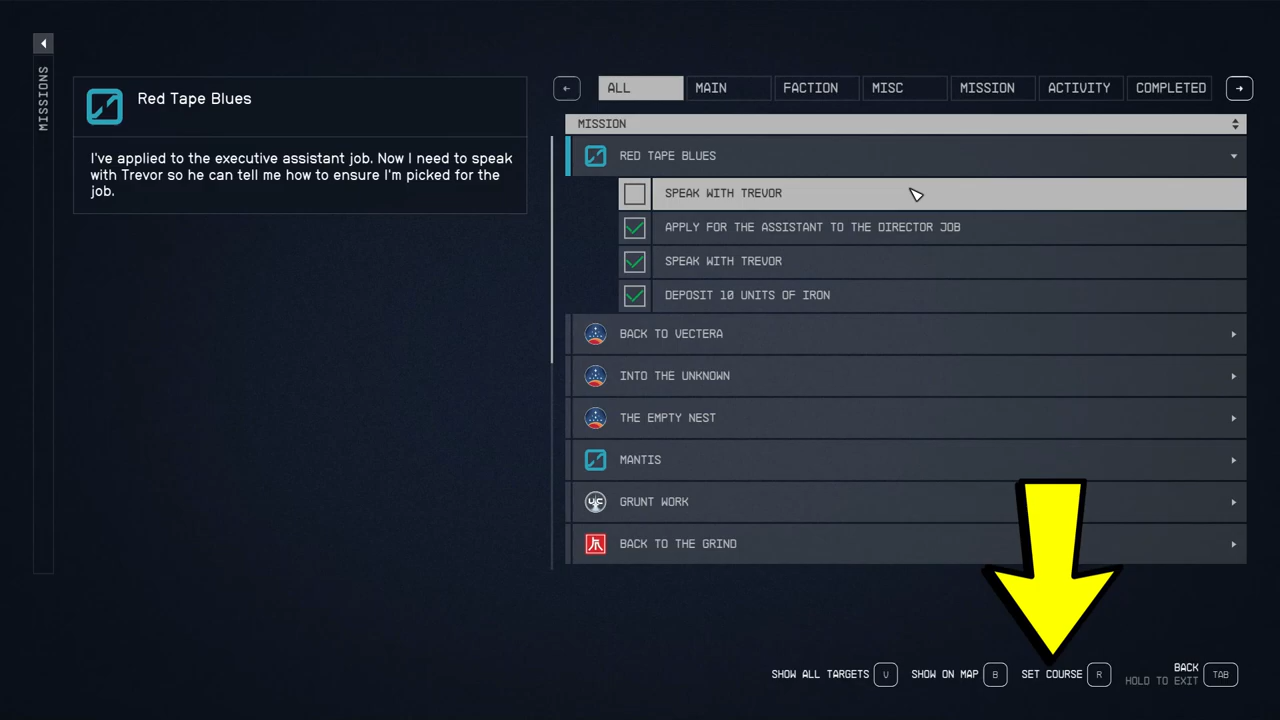 MISSIONS
Red Tape Blues
I've applied to the executive assistant job. Now I need to speak
with Trevor so he can tell me how to ensure I'm picked for the
job.
ALL MAIN FACTION MISC MISSION ACTIVITY COMPLETED
MISSION
RED TAPE BLUES
SPEAK WITH TREVOR
APPLY FOR THE ASSISTANT TO THE DIRECTOR JOB
SPEAK WITH TREVOR
DEPOSIT 10 UNITS OF IRON
BACK TO VECTERA
INTO THE UNKNOWN
THE EMPTY NEST
MANTIS
UC GRUNT WORK
BACK TO THE GRIND
SHOW ALL TARGETS V SHOW ON MAP B SET COURSE R BACK TAB
HOLD TO EXIT